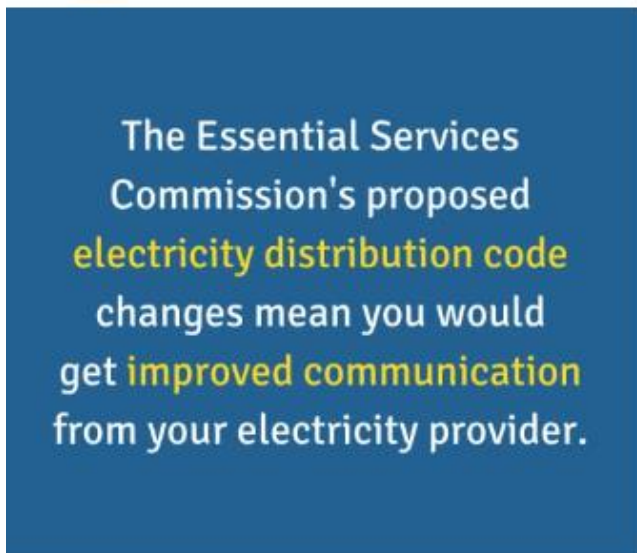 The Essential Services
Commission's proposed
electricity distribution code
changes mean you would
get improved communication
from your electricity provider.